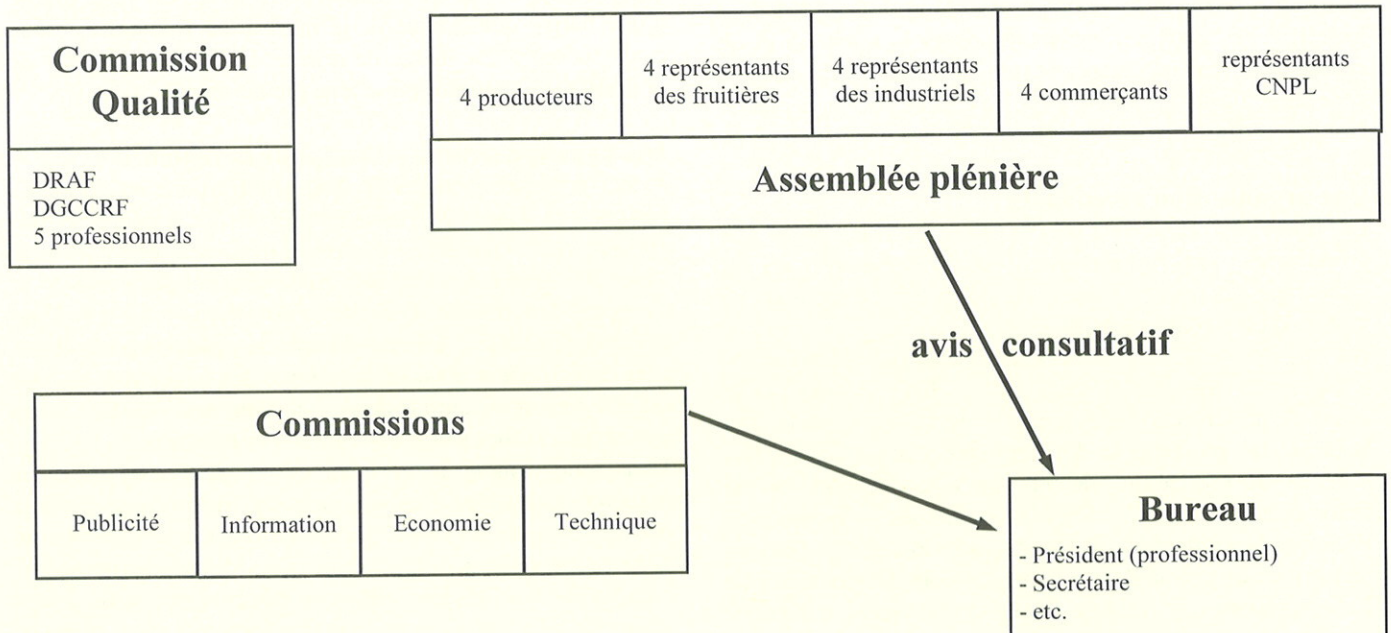 Commission
Qualité
DRAF
DGCCRF
5 professionnels
4 producteurs
4 représentants
des fruitières
4 représentants
des industriels
4 commerçants
représentants
CNPL
Assemblée plénière
avis consultatif
Commissions
Publicité
Information
Economie
Technique
Bureau
- Président (professionnel)
- Secrétaire
- etc.